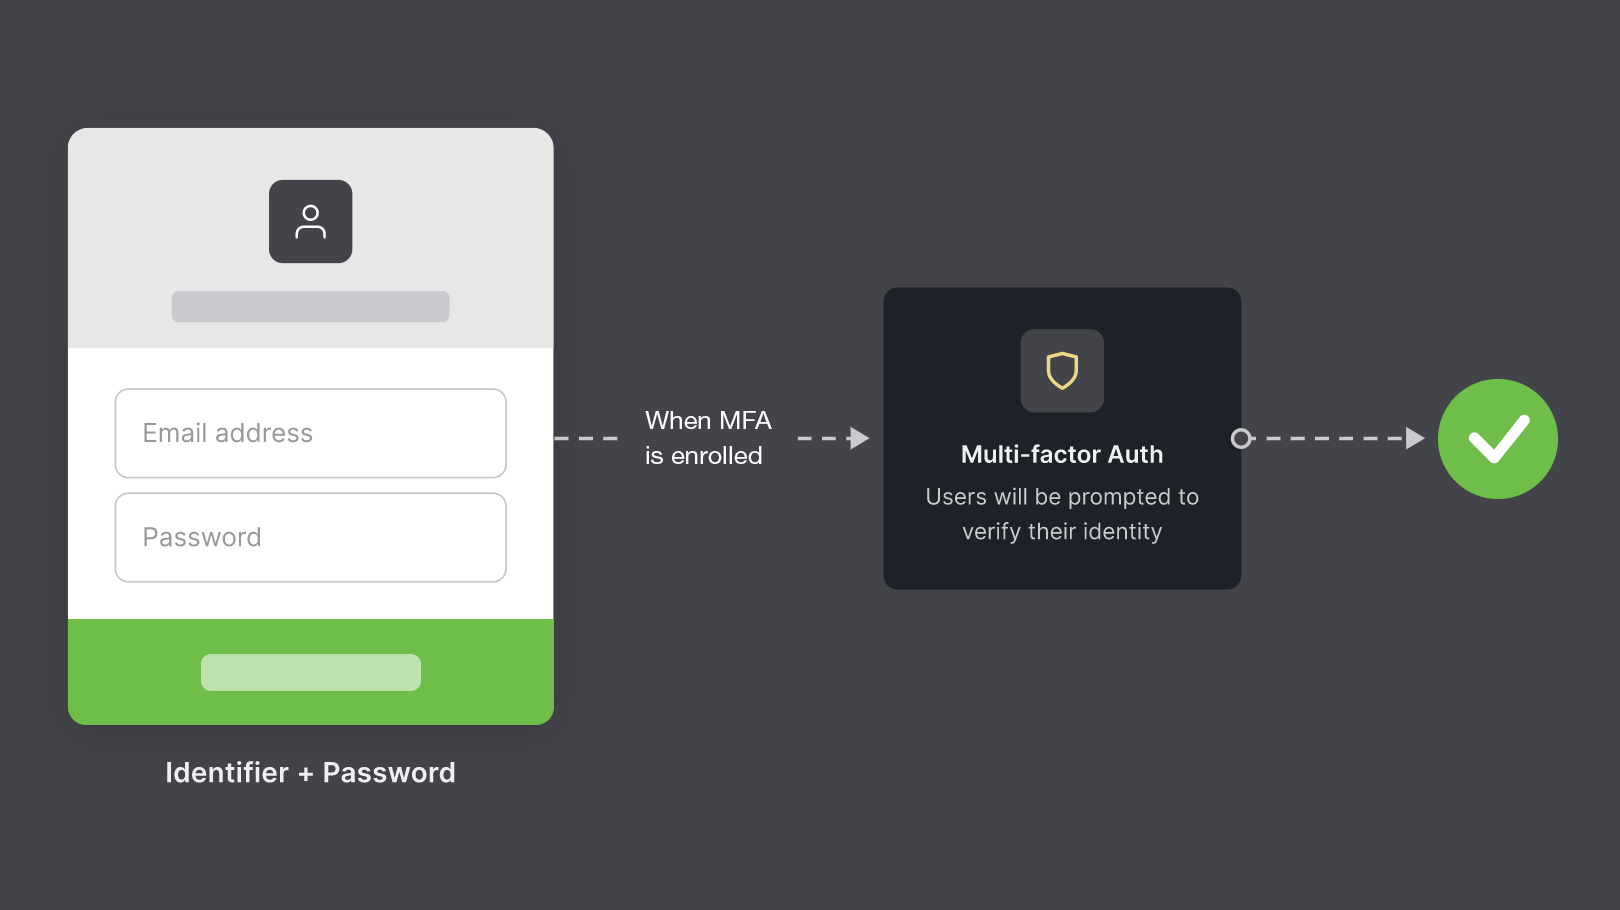 Email address
Password
Identifier + Password
When MFA
is enrolled
Multi-factor Auth
Users will be prompted to
verify their identity